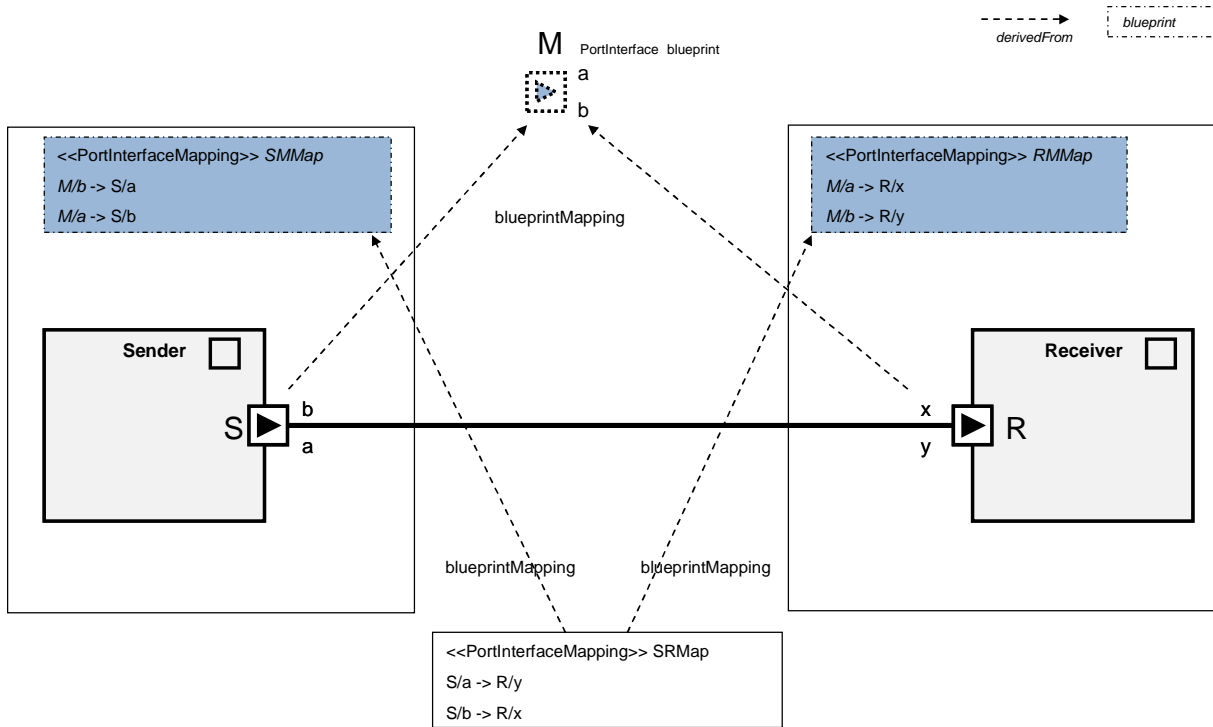 derivedFrom
blueprint
M PortInterface blueprint
a
b
<<PortInterfaceMapping>> SMMap
M/b -> S/a
M/a -> S/b
<<PortInterfaceMapping>> RMMap
M/a -> R/x
M/b -> R/y
blueprintMapping
Sender
Receiver
b
S
a
x
y
R
blueprintMapping
blueprintMapping
<<PortInterfaceMapping>> SRMap
S/a -> R/y
S/b -> R/x